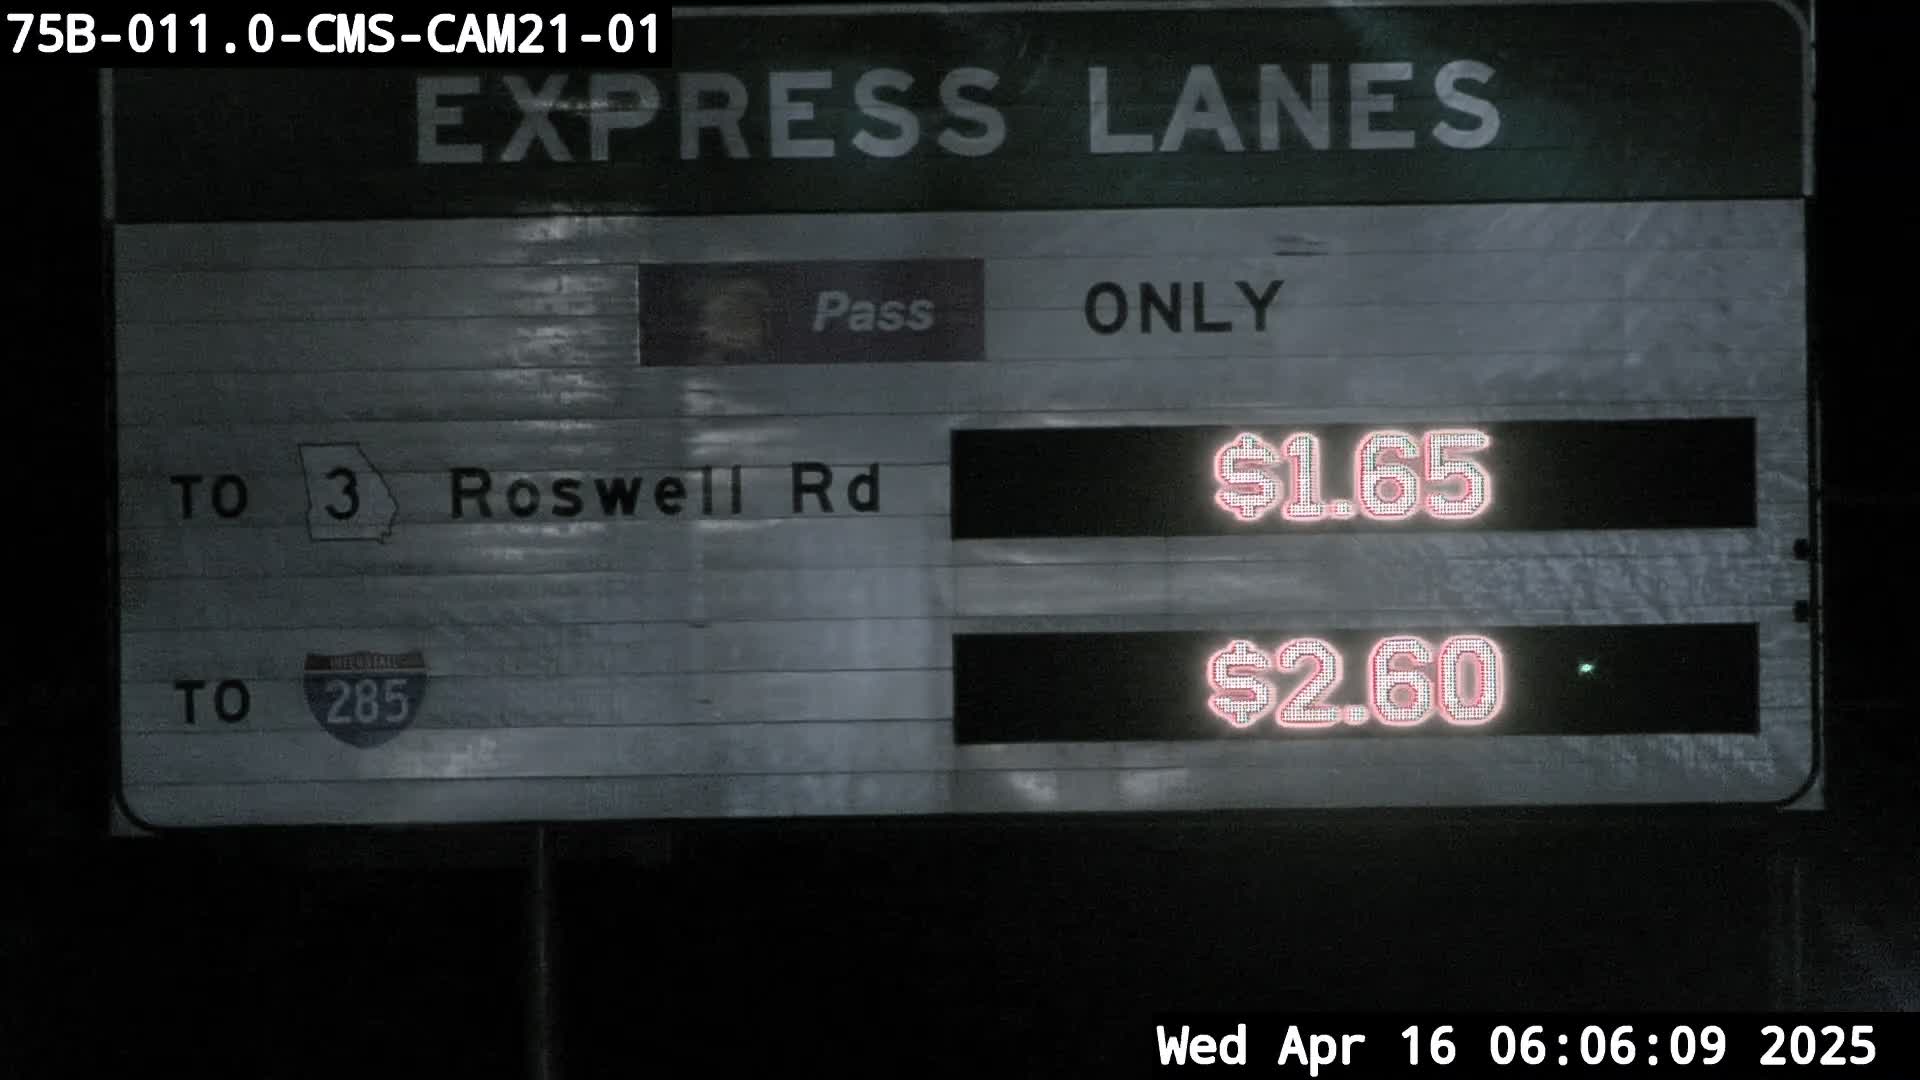 75B-011.0-CMS-CAM21-01
EXPRESS LANES
Pass ONLY
TO 3 Roswell Rd $1.65
INTERSTATE
TO 285 $2.60
Wed Apr 16 06:06:09 2025